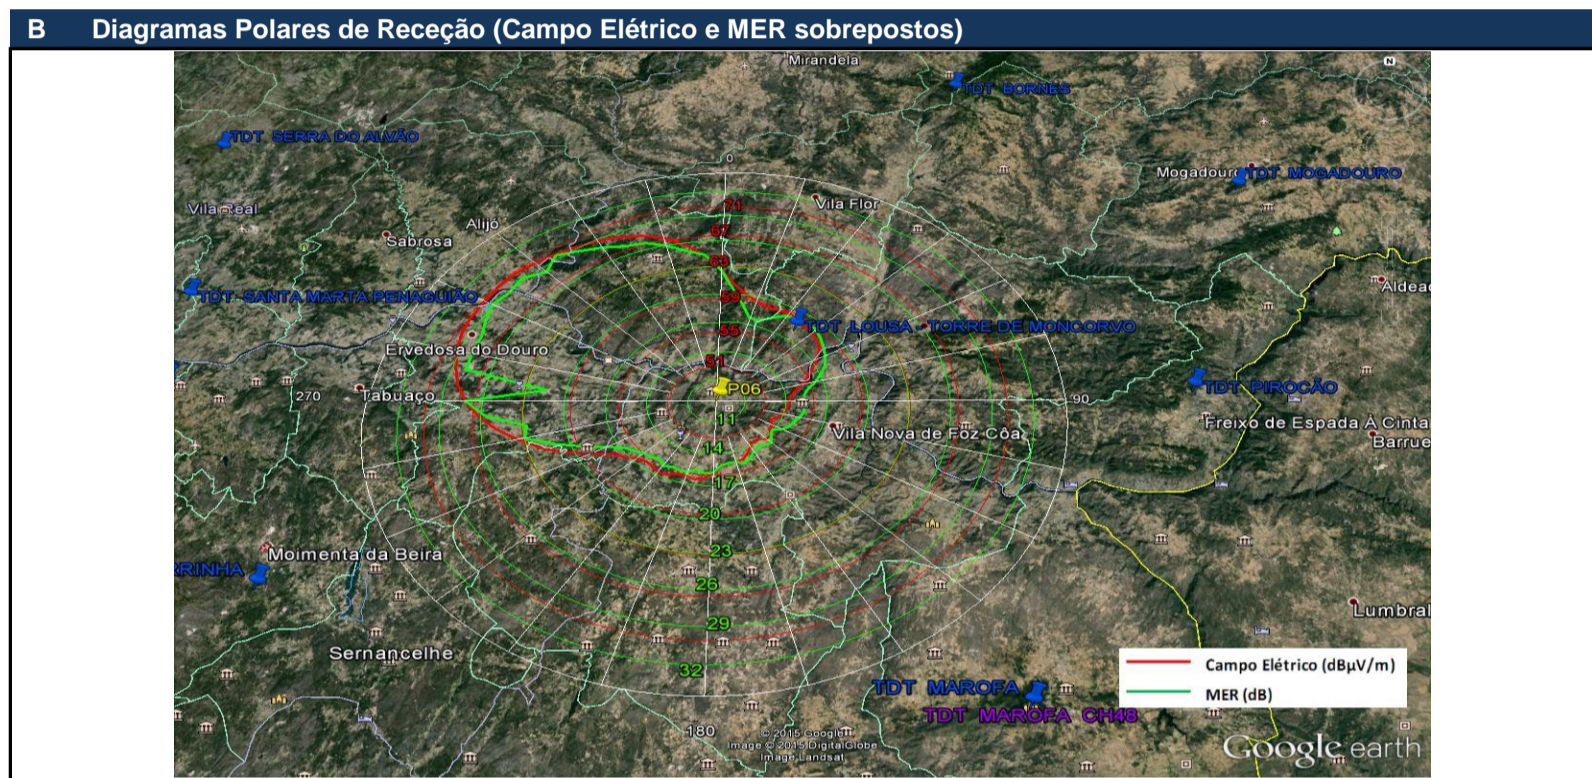 B Diagramas Polares de Receção (Campo Elétrico e MER sobrepostos)
Mirandela
N
TDT BORNES
TDT SERRA DO ALVÃO
Mogadouro
TDT MOGADOURO
0
Vila Real
Alijó
71
Vila Flor
Sabrosa
67
63
Aldead
TDT SANTA MARTA PENAGUIÃO
59
TDT LOUSA - TORRE DE MONCORVO
55
Ervedosa do Douro
51
P06
TDT PIROCÃO
Tabuaço
270
90
11
Vila Nova de Foz Côa
Freixo de Espada À Cinta
Barrue
14
17
20
23
Moimenta da Beira
RRINHA
26
Lumbral
29
Sernancelhe
32
Campo Elétrico (dBµV/m)
MER (dB)
TDT MAROFA
TDT MAROFA CH48
180
© 2015 Google
Image © 2015 DigitalGlobe
Image Landsat
Google earth